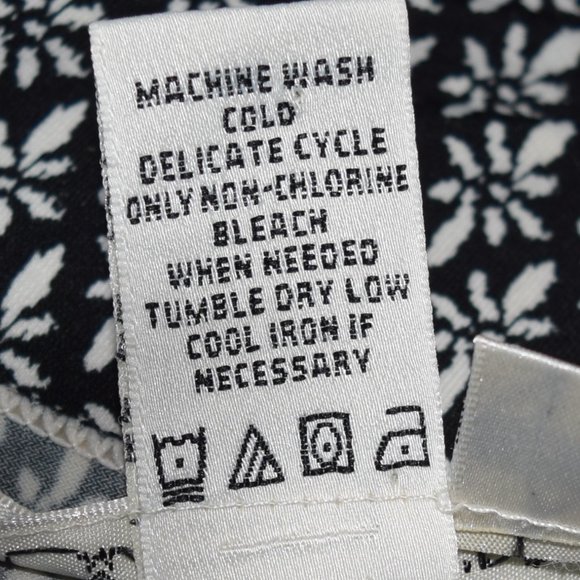 MACHINE WASH
COLD
DELICATE CYCLE
ONLY NON-CHLORINE
BLEACH
WHEN NEEDED
TUMBLE DRY LOW
COOL IRON IF
NECESSARY